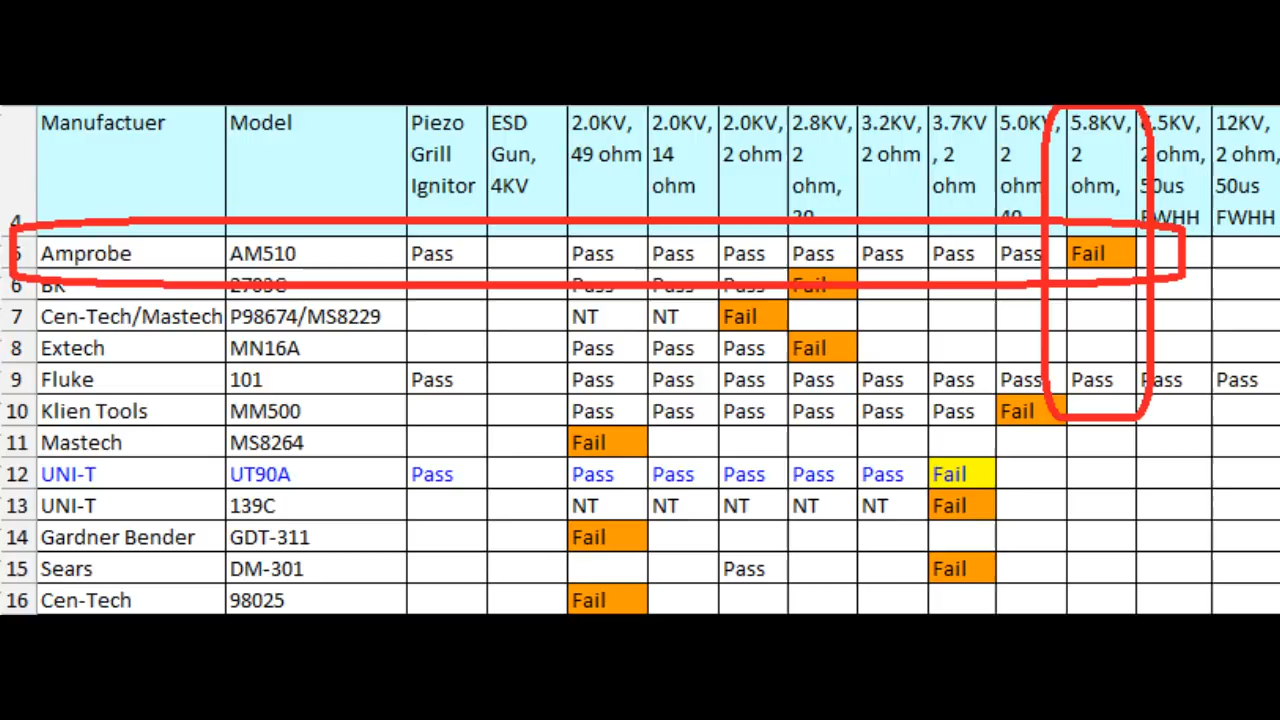 Manufactuer Model Piezo Grill Ignitor ESD Gun, 4KV 2.0KV, 49 ohm 2.0KV, 14 ohm 2.0KV, 2 ohm 2.8KV, 2 ohm, 3.2KV, 2 ohm 3.7KV , 2 ohm 5.0KV, 2 ohm 5.8KV, 2 ohm, 6.5KV, 2 ohm, 50us FWHH 12KV, 2 ohm, 50us FWHH
4
5 Amprobe AM510 Pass Pass Pass Pass Pass Pass Pass Pass Fail
6 BK Pass Pass Pass Fail
7 Cen-Tech/Mastech P98674/MS8229 NT NT Fail
8 Extech MN16A Pass Pass Pass Fail
9 Fluke 101 Pass Pass Pass Pass Pass Pass Pass Pass Pass Pass Pass
10 Klien Tools MM500 Pass Pass Pass Pass Pass Pass Fail
11 Mastech MS8264 Fail
12 UNI-T UT90A Pass Pass Pass Pass Pass Pass Fail
13 UNI-T 139C NT NT NT NT NT Fail
14 Gardner Bender GDT-311 Fail
15 Sears DM-301 Pass Fail
16 Cen-Tech 98025 Fail